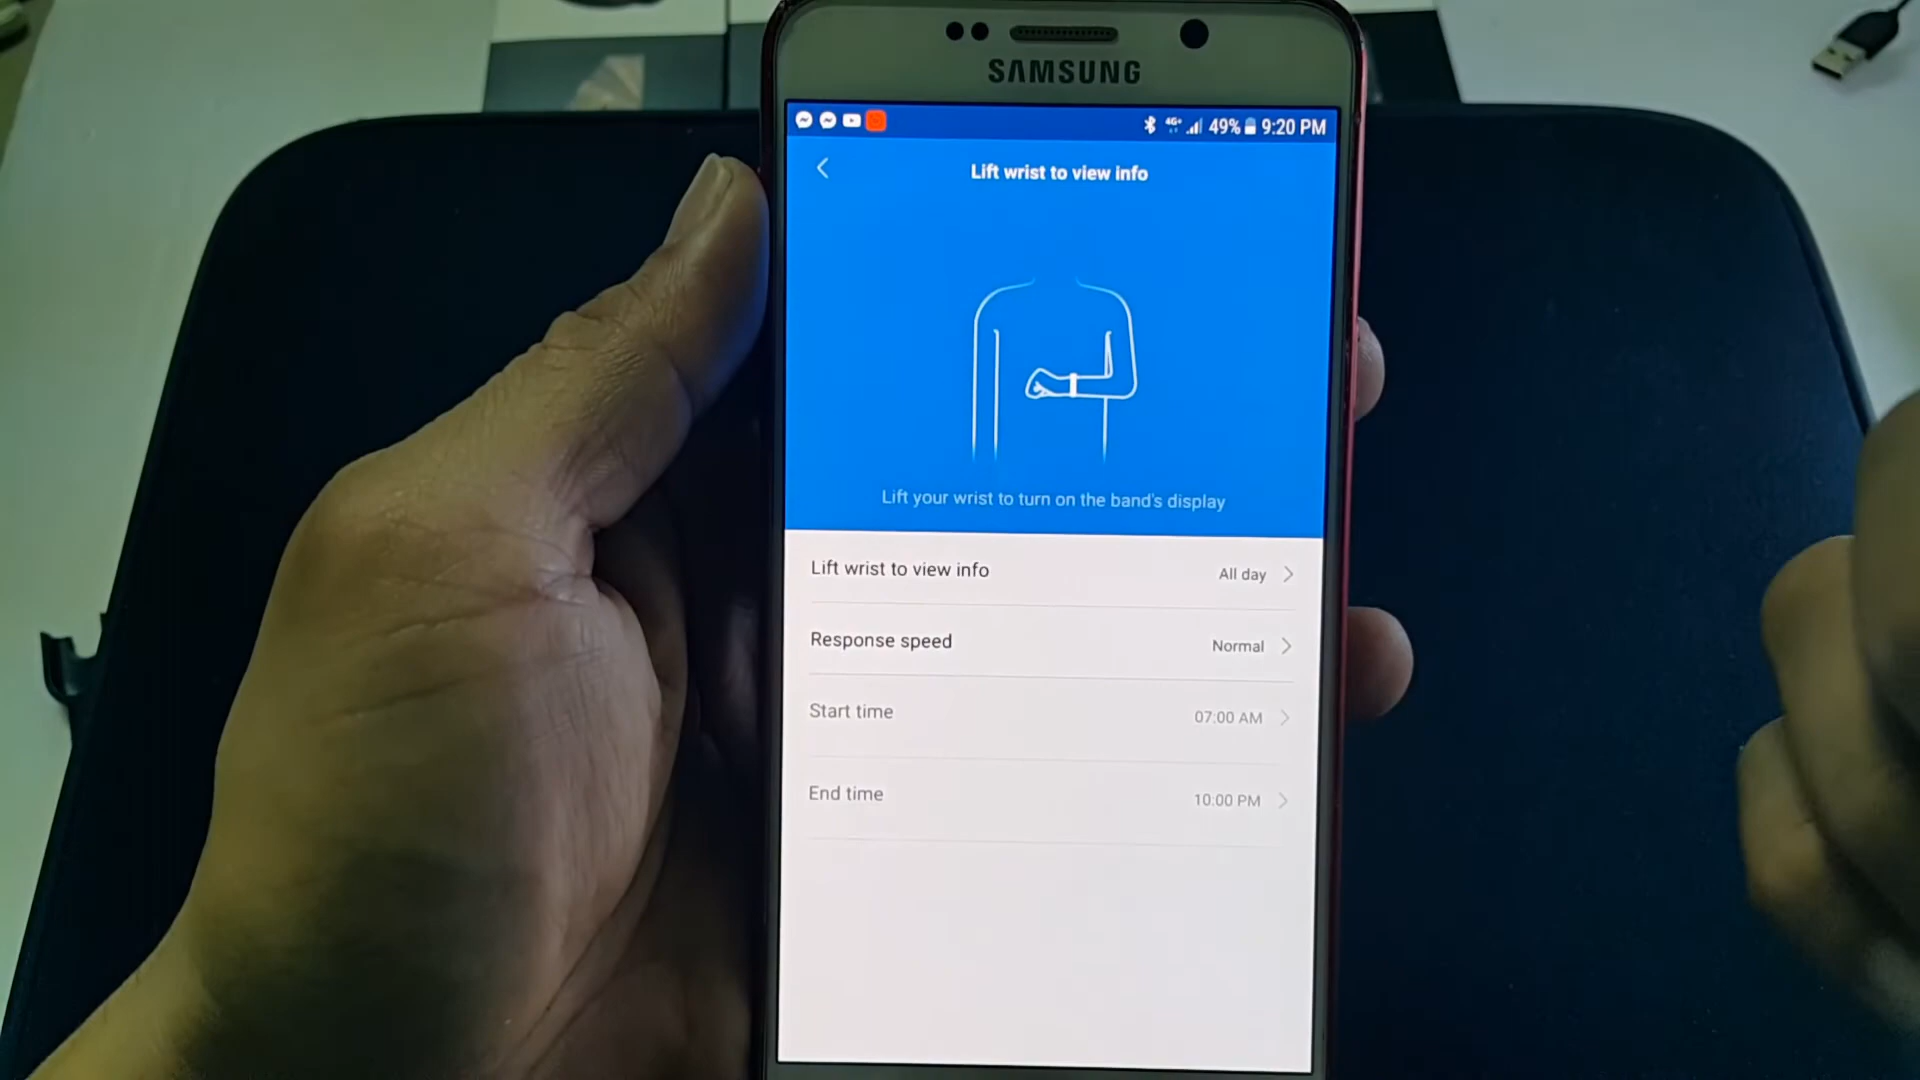 SAMSUNG
4G+ 49% 9:20 PM
Lift wrist to view info
Lift your wrist to turn on the band's display
Lift wrist to view info All day
Response speed Normal
Start time 07:00 AM
End time 10:00 PM